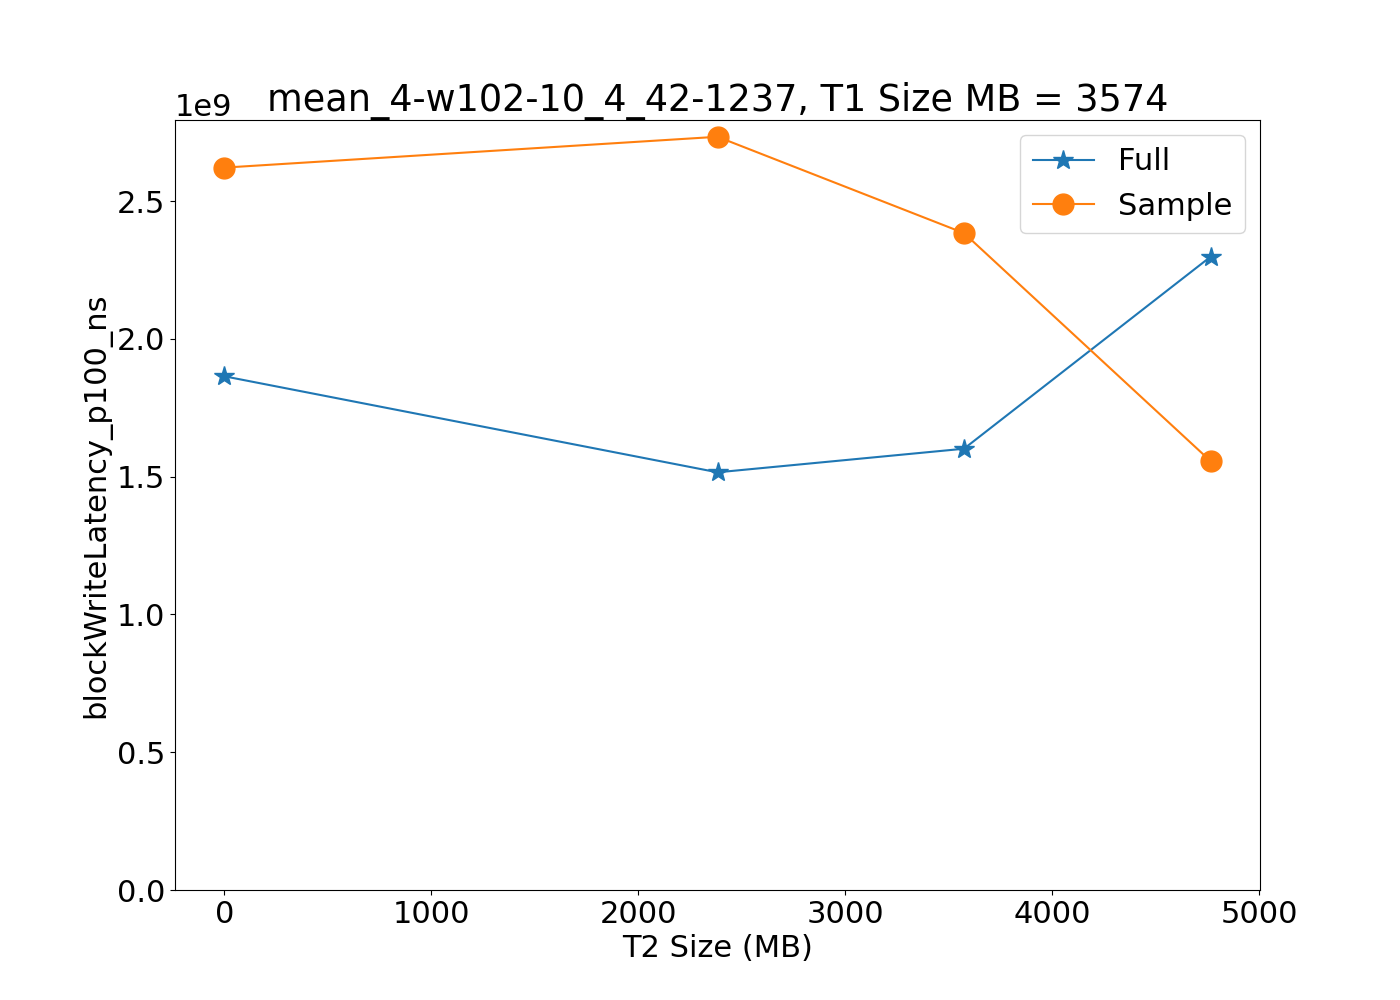 mean_4-w102-10_4_42-1237, T1 Size MB = 3574
1e9
Full
Sample
2.5
2.0
1.5
1.0
0.5
0.0
blockWriteLatency_p100_ns
0 1000 2000 3000 4000 5000
T2 Size (MB)